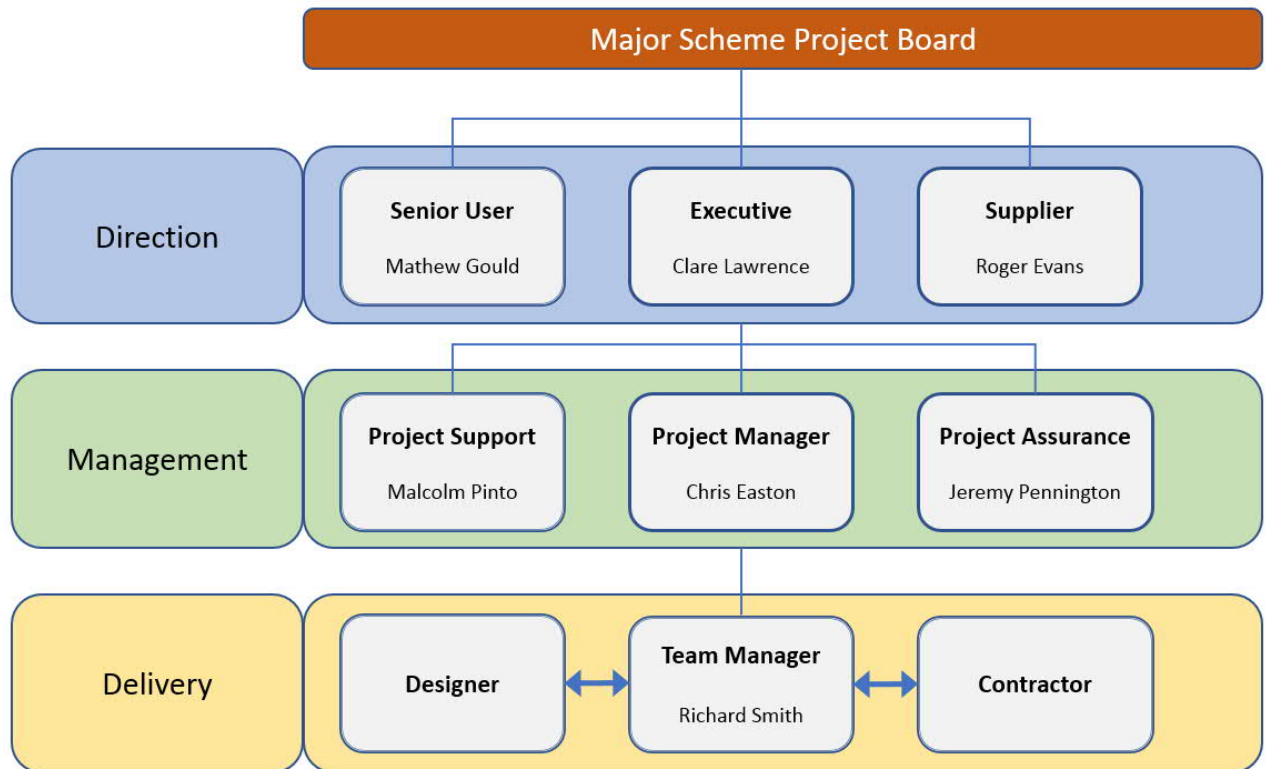 Major Scheme Project Board
Direction
Senior User
Mathew Gould
Executive
Clare Lawrence
Supplier
Roger Evans
Management
Project Support
Malcolm Pinto
Project Manager
Chris Easton
Project Assurance
Jeremy Pennington
Delivery
Designer
Team Manager
Richard Smith
Contractor